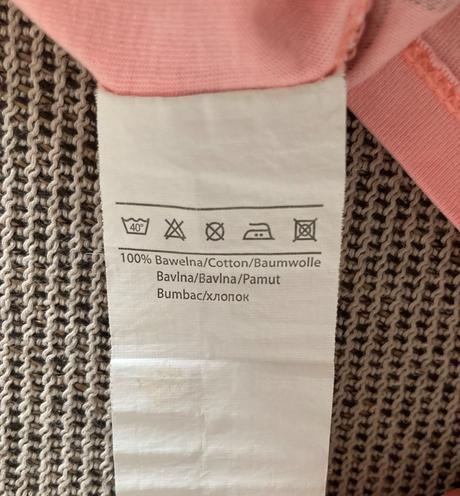 40°
100% Bawełna/Cotton/Baumwolle
Bavlna/Bavlna/Pamut
Bumbac/хлопок